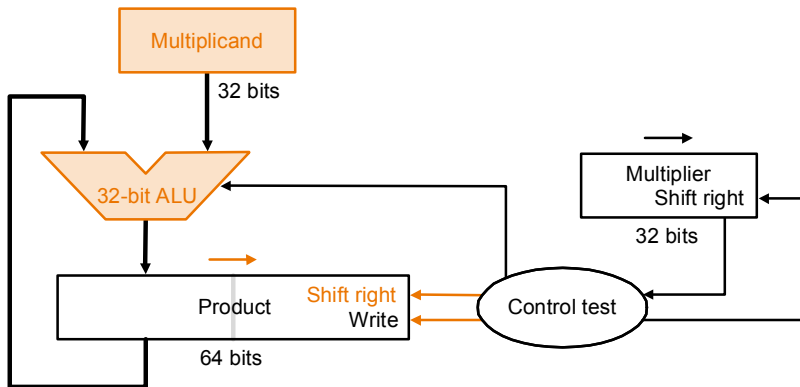 Multiplicand
32 bits
32-bit ALU
Multiplier
Shift right
32 bits
Product
Shift right
Write
Control test
64 bits